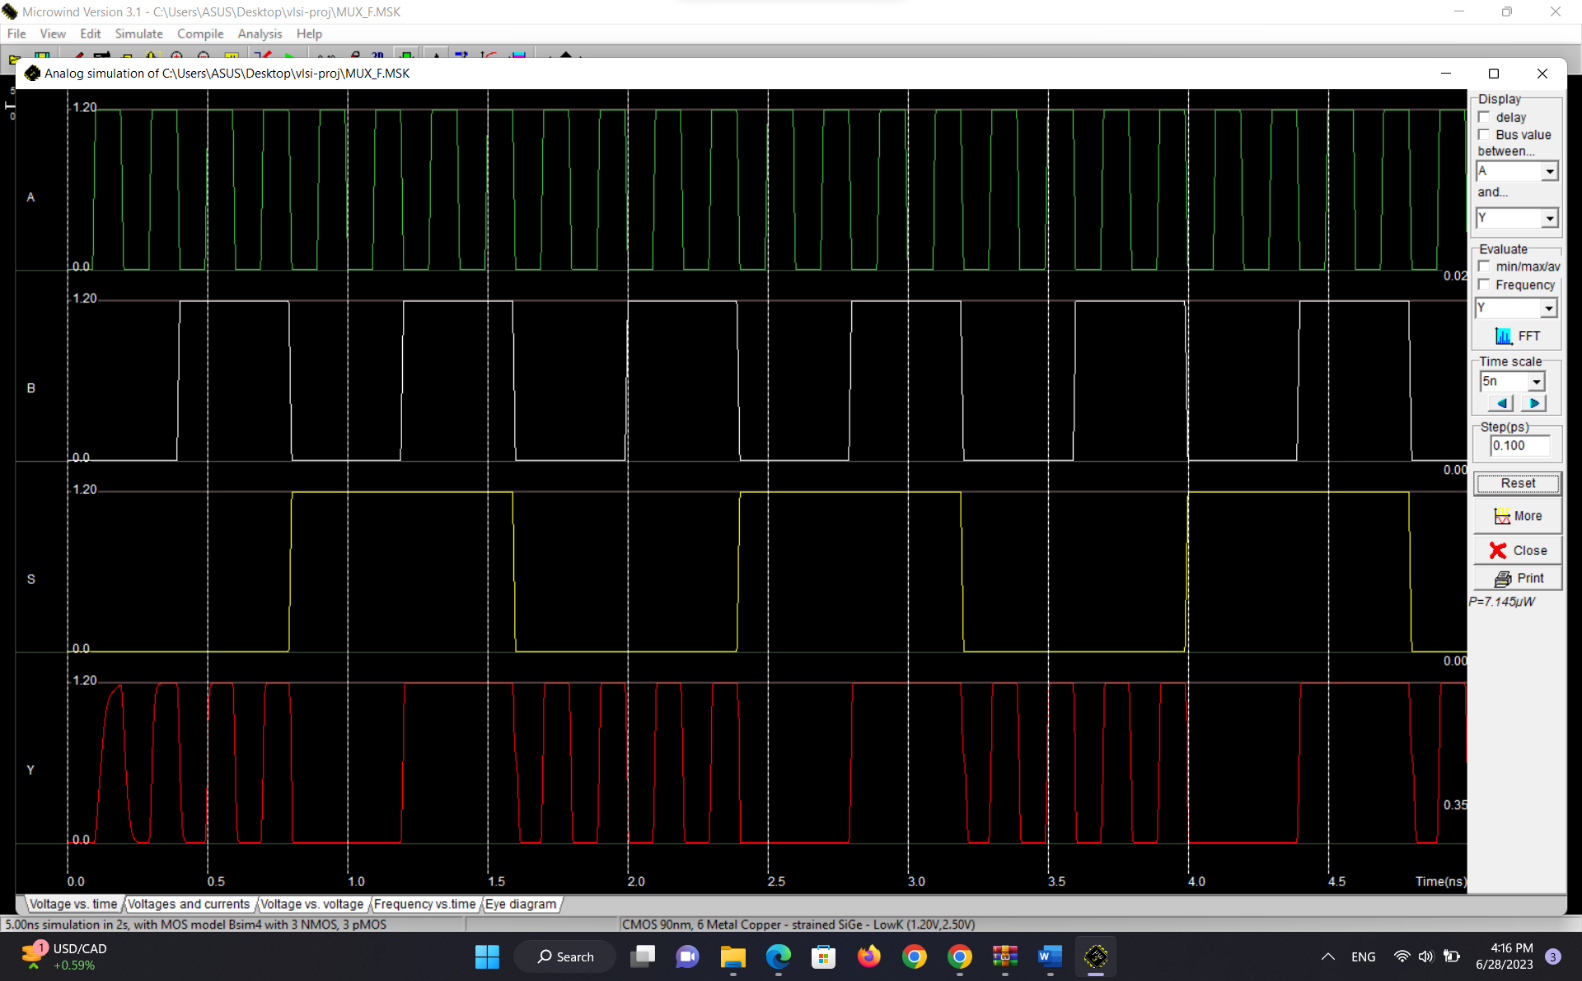 Microwind Version 3.1 - C:\Users\ASUS\Desktop\vlsi-proj\MUX_F.MSK
File View Edit Simulate Compile Analysis Help
Analog simulation of C:\Users\ASUS\Desktop\vlsi-proj\MUX_F.MSK
5
0
1.20
A
0.0
0.02
1.20
B
0.0
0.00
1.20
S
0.0
0.00
1.20
Y
0.35
0.0
0.0 0.5 1.0 1.5 2.0 2.5 3.0 3.5 4.0 4.5 Time(ns)
Display
delay
Bus value
between...
A
and...
Y
Evaluate
min/max/av
Frequency
Y
FFT
Time scale
5n
Step(ps)
0.100
Reset
More
Close
Print
P=7.145µW
Voltage vs. time Voltages and currents Voltage vs. voltage Frequency vs.time Eye diagram
5.00ns simulation in 2s, with MOS model Bsim4 with 3 NMOS, 3 pMOS CMOS 90nm, 6 Metal Copper - strained SiGe - LowK (1.20V,2.50V)
1
USD/CAD
+0.59%
Search
W
ENG
4:16 PM
6/28/2023
3